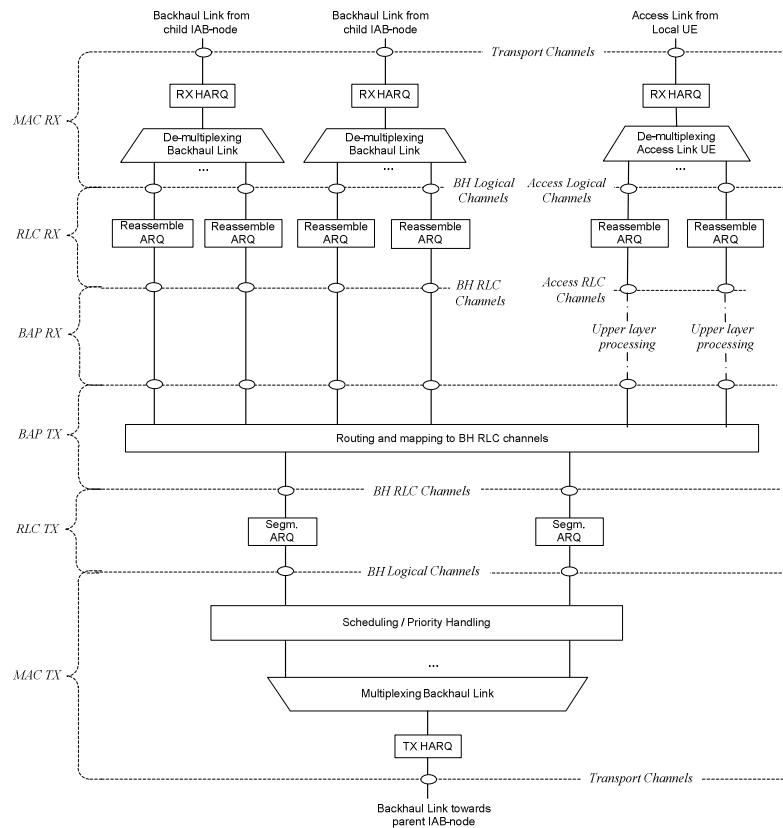 Backhaul Link from
child IAB-node
Backhaul Link from
child IAB-node
Access Link from
Local UE
Transport Channels
RX HARQ
RX HARQ
RX HARQ
MAC RX
De-multiplexing
Backhaul Link
De-multiplexing
Backhaul Link
De-multiplexing
Access Link UE
...
...
...
BH Logical
Channels
Access Logical
Channels
RLC RX
Reassemble
ARQ
Reassemble
ARQ
Reassemble
ARQ
Reassemble
ARQ
Reassemble
ARQ
Reassemble
ARQ
BH RLC
Channels
Access RLC
Channels
BAP RX
Upper layer
processing
Upper layer
processing
BAP TX
Routing and mapping to BH RLC channels
BH RLC Channels
RLC TX
Segm.
ARQ
Segm.
ARQ
BH Logical Channels
Scheduling / Priority Handling
...
MAC TX
Multiplexing Backhaul Link
TX HARQ
Transport Channels
Backhaul Link towards
parent IAB-node